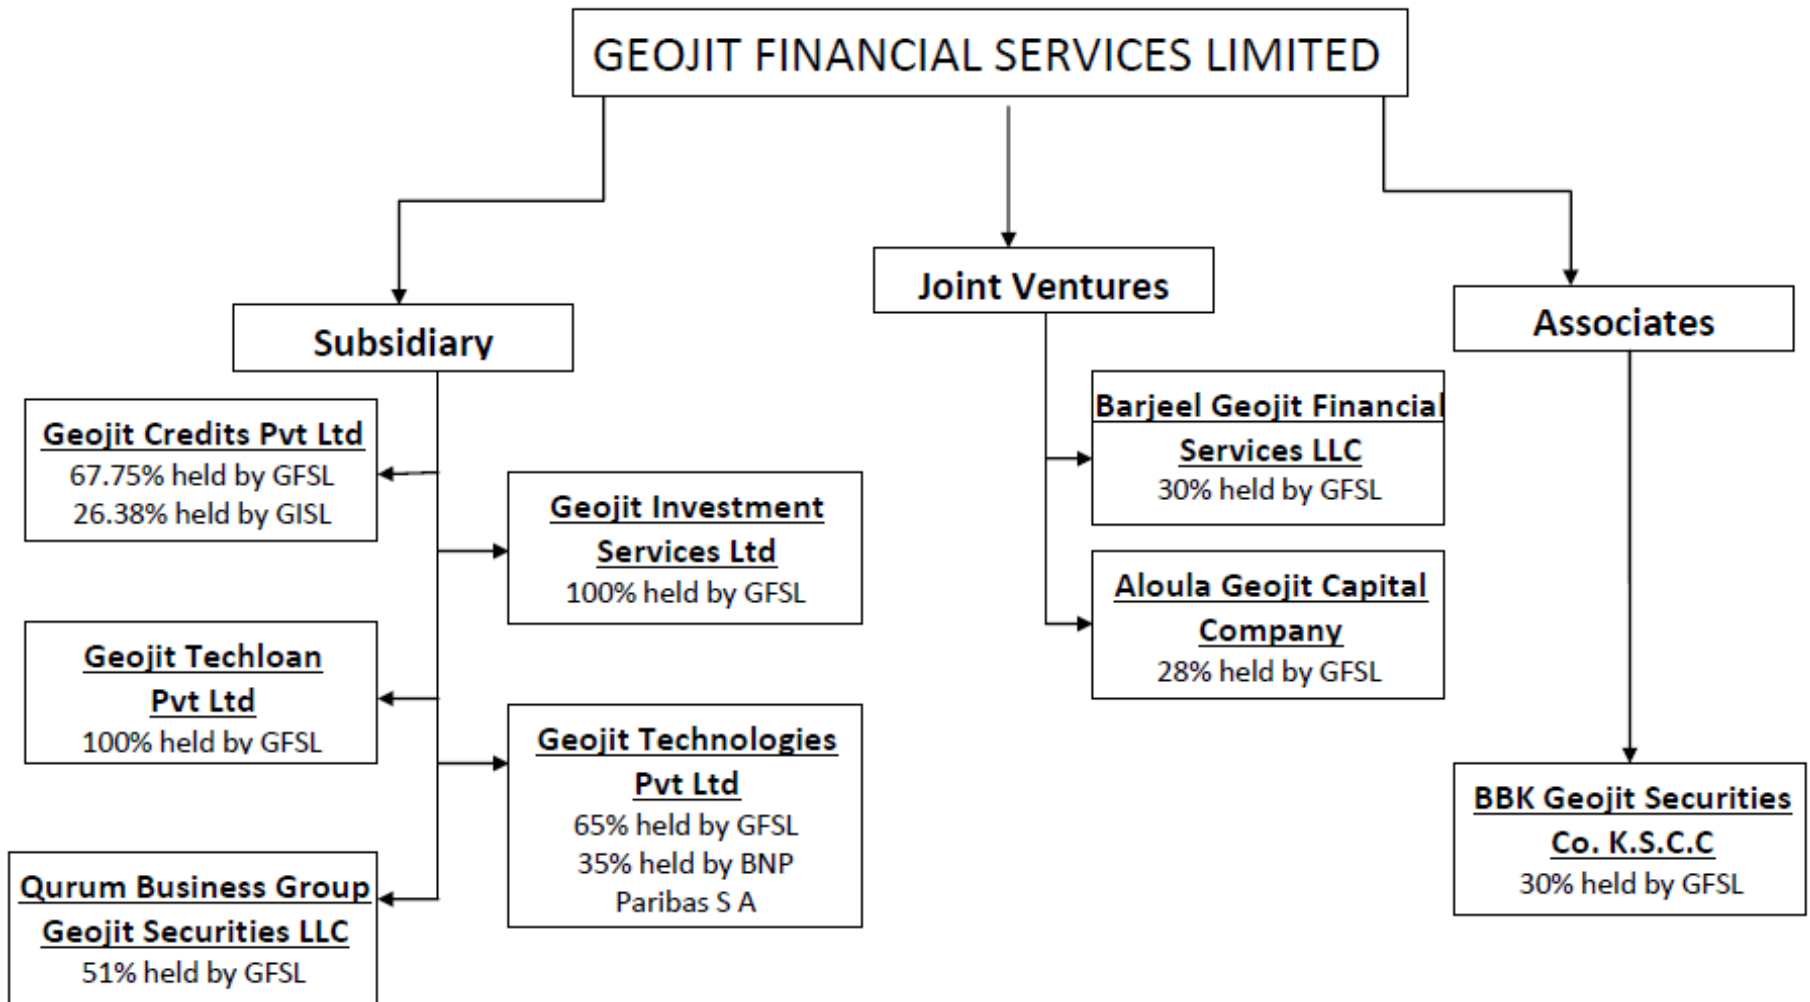 GEOJIT FINANCIAL SERVICES LIMITED
Subsidiary
Geojit Credits Pvt Ltd
67.75% held by GFSL
26.38% held by GISL
Geojit Investment
Services Ltd
100% held by GFSL
Geojit Techloan
Pvt Ltd
100% held by GFSL
Geojit Technologies
Pvt Ltd
65% held by GFSL
35% held by BNP
Paribas S A
Qurum Business Group
Geojit Securities LLC
51% held by GFSL
Joint Ventures
Barjeel Geojit Financial
Services LLC
30% held by GFSL
Aloula Geojit Capital
Company
28% held by GFSL
Associates
BBK Geojit Securities
Co. K.S.C.C
30% held by GFSL